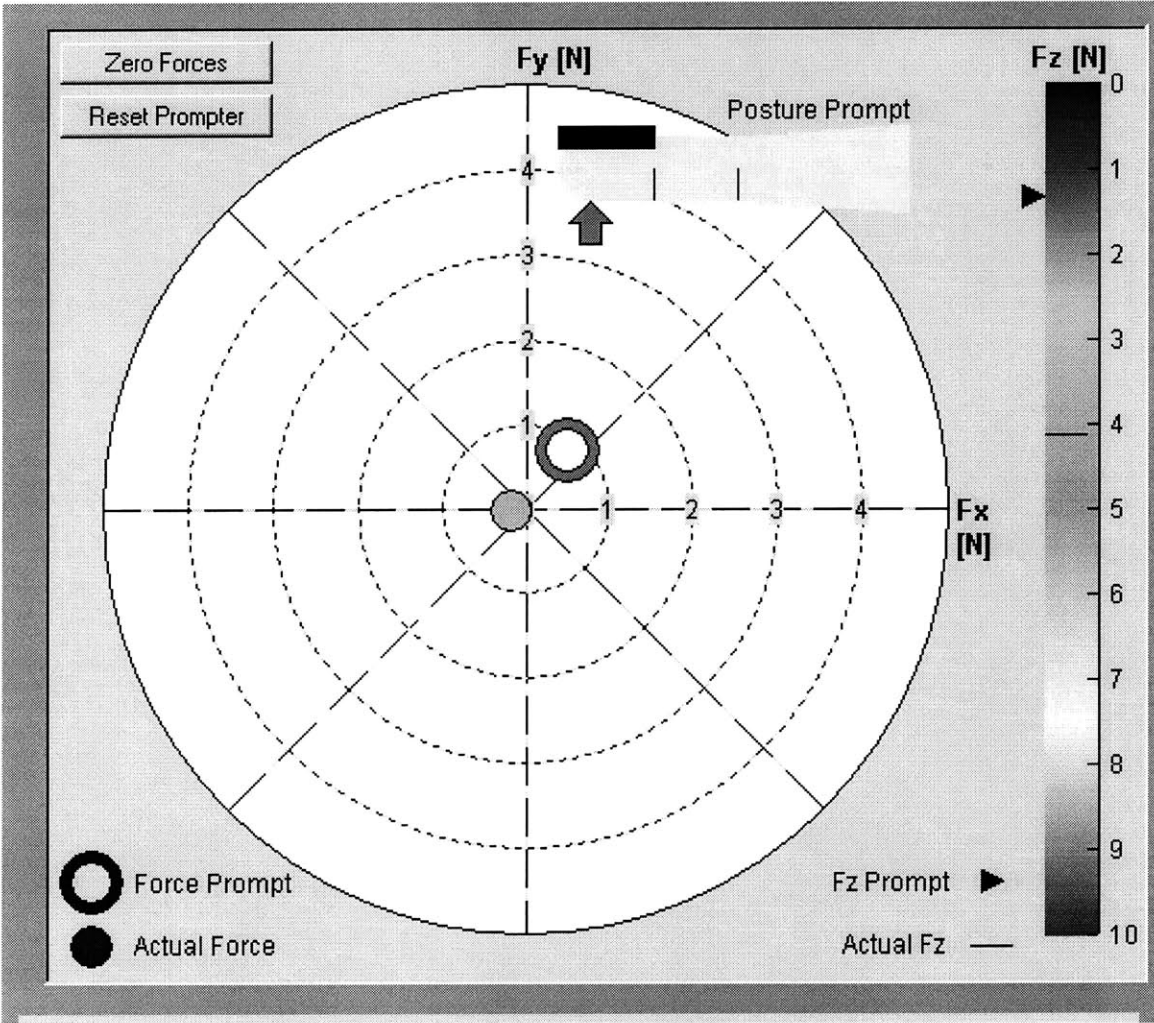 Zero Forces
Reset Prompter
Fy [N]
Fz [N]
Posture Prompt
0
1
2
3
4
5
6
7
8
9
10
4
3
2
1
1
2
3
4
Fx
[N]
Force Prompt
Actual Force
Fz Prompt
Actual Fz